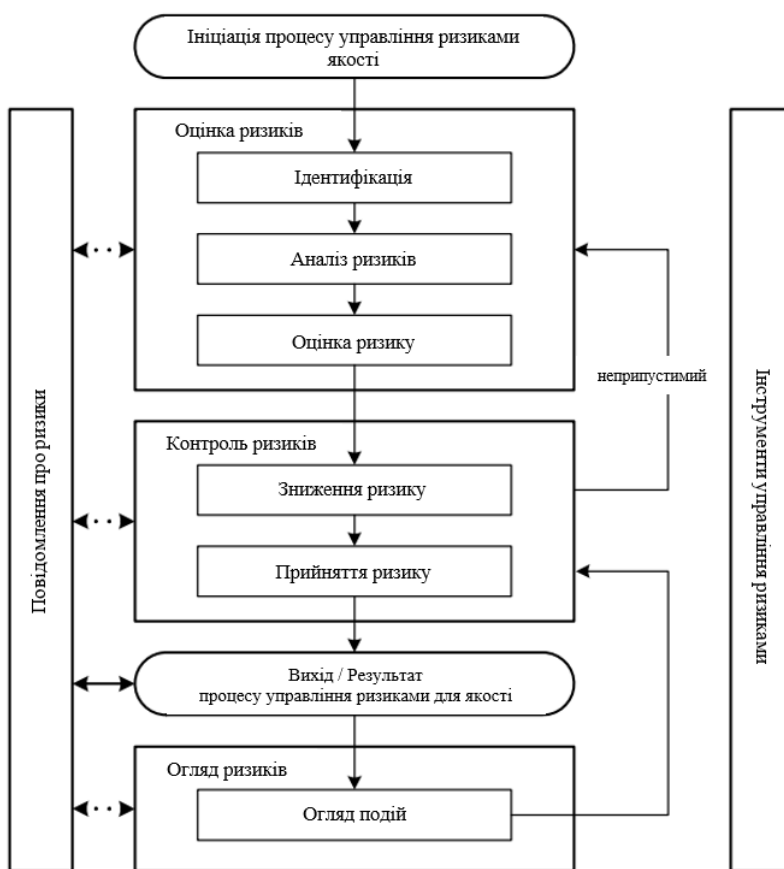 Ініціація процесу управління ризиками
якості
Оцінка ризиків
Ідентифікація
Аналіз ризиків
Оцінка ризику
неприпустимий
Контроль ризиків
Зниження ризику
Прийняття ризику
Вихід / Результат
процесу управління ризиками для якості
Огляд ризиків
Огляд подій
Повідомлення про ризики
Інструменти управління ризиками